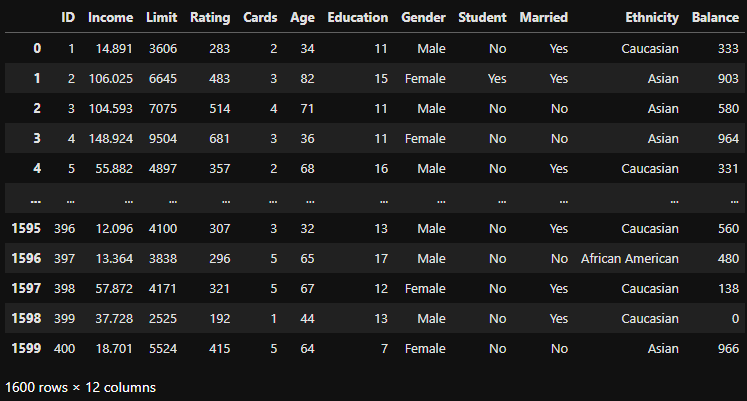 ID Income Limit Rating Cards Age Education Gender Student Married Ethnicity Balance
0 1 14.891 3606 283 2 34 11 Male No Yes Caucasian 333
1 2 106.025 6645 483 3 82 15 Female Yes Yes Asian 903
2 3 104.593 7075 514 4 71 11 Male No No Asian 580
3 4 148.924 9504 681 3 36 11 Female No No Asian 964
4 5 55.882 4897 357 2 68 16 Male No Yes Caucasian 331
... ... ... ... ... ... ... ... ... ... ... ... ...
1595 396 12.096 4100 307 3 32 13 Male No Yes Caucasian 560
1596 397 13.364 3838 296 5 65 17 Male No No African American 480
1597 398 57.872 4171 321 5 67 12 Female No Yes Caucasian 138
1598 399 37.728 2525 192 1 44 13 Male No Yes Caucasian 0
1599 400 18.701 5524 415 5 64 7 Female No No Asian 966
1600 rows × 12 columns